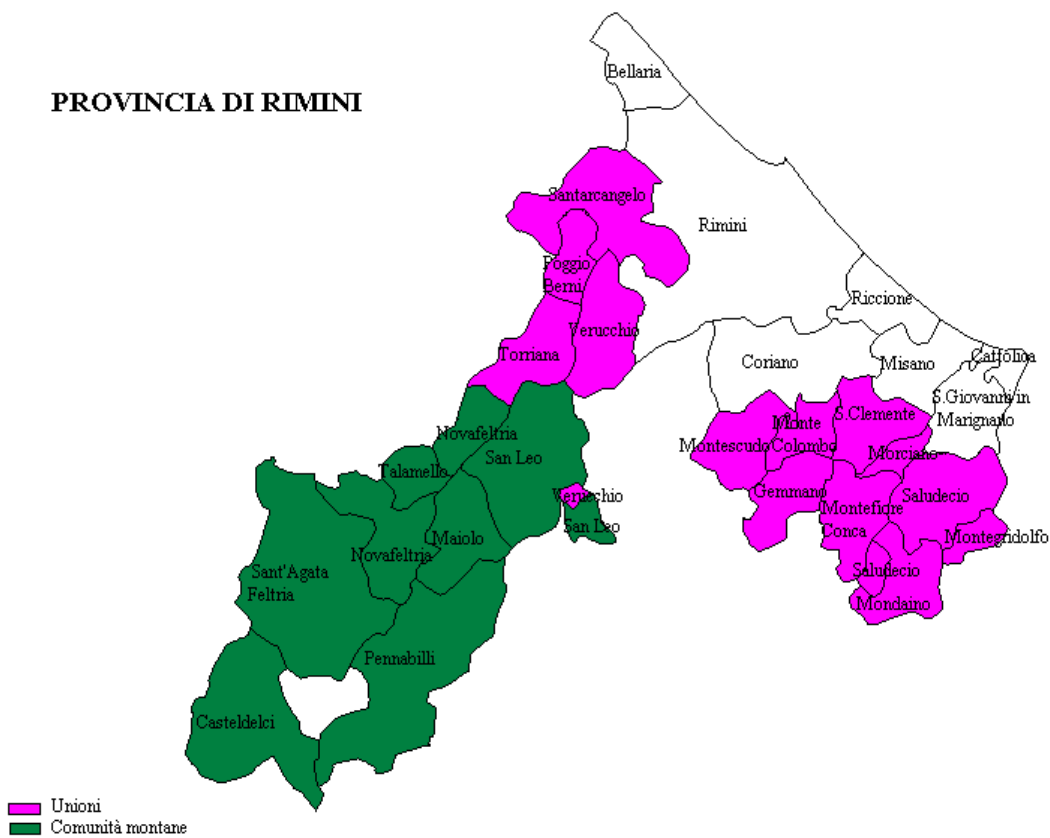 Bellaria
PROVINCIA DI RIMINI
Santarcangelo
Rimini
Poggio
Berni
Riccione
Verucchio
Torriana
Coriano
Misano
Cattolica
S.Giovanni in
Marignano
S.Clemente
Monte
Colombo
Montescudo
Morciano
Novafeltria
San Leo
Talamello
Gemmano
Verucchio
Saludecio
Montefiore
Conca
San Leo
Maiolo
Montegridolfo
Novafeltria
Sant'Agata
Feltria
Saludecio
Mondaino
Pennabilli
Casteldelci
Unioni
Comunità montane